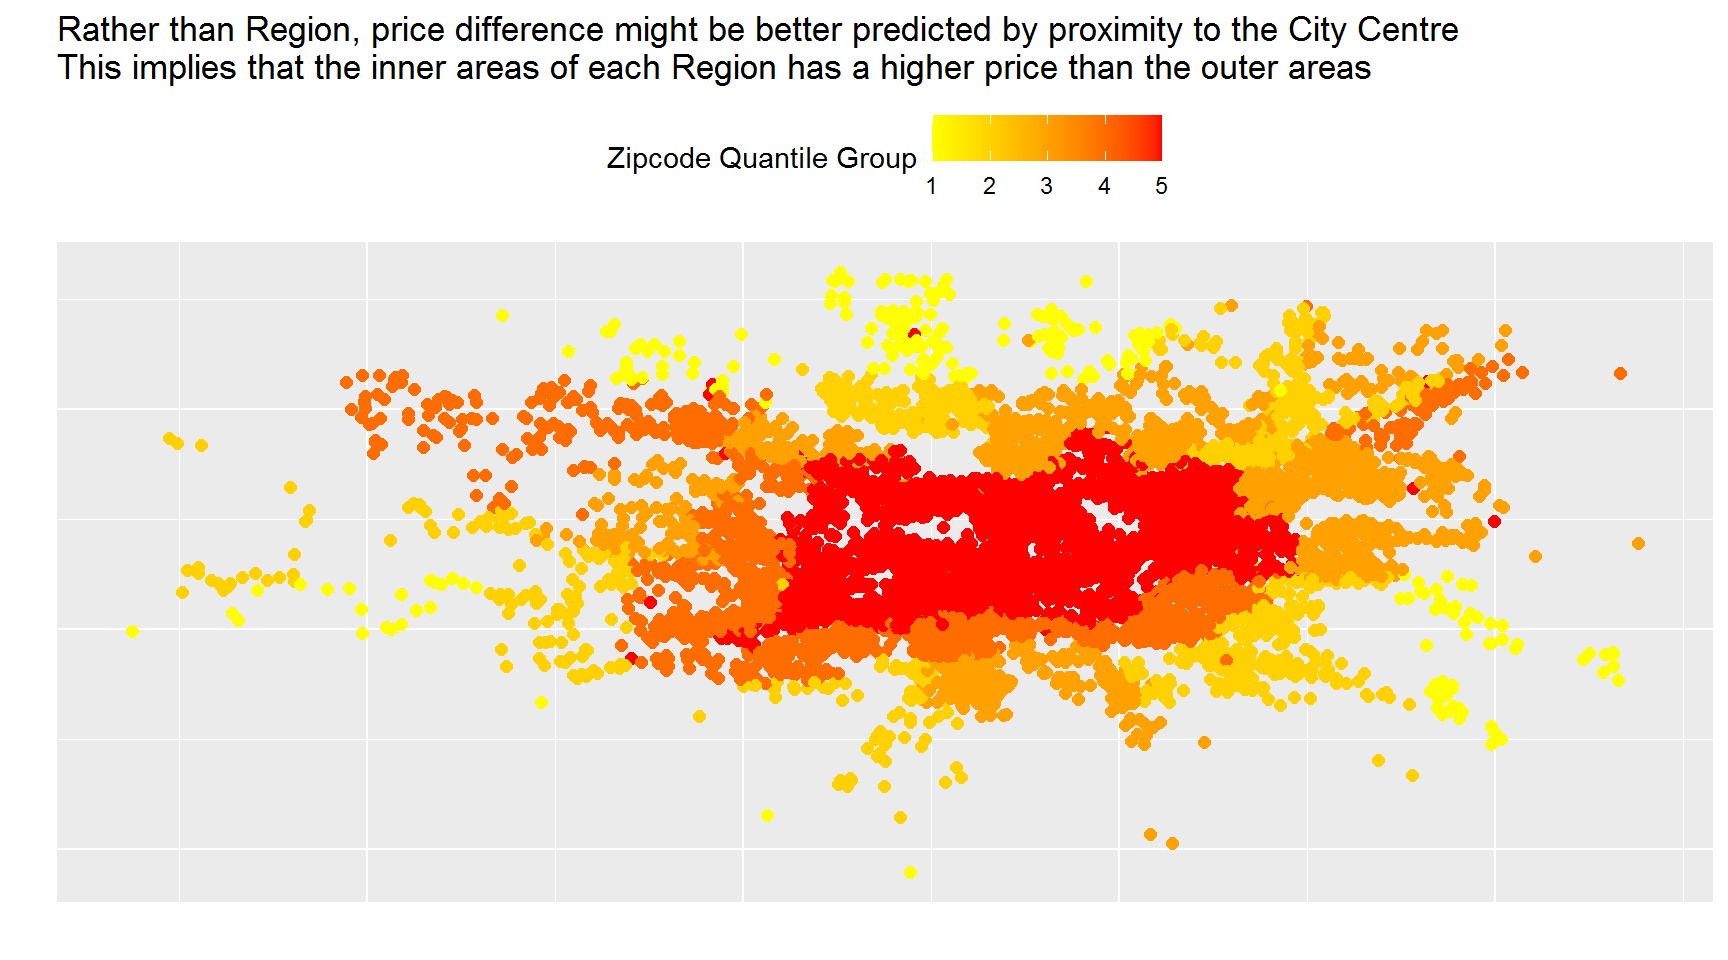 Rather than Region, price difference might be better predicted by proximity to the City Centre
This implies that the inner areas of each Region has a higher price than the outer areas
Zipcode Quantile Group
1 2 3 4 5